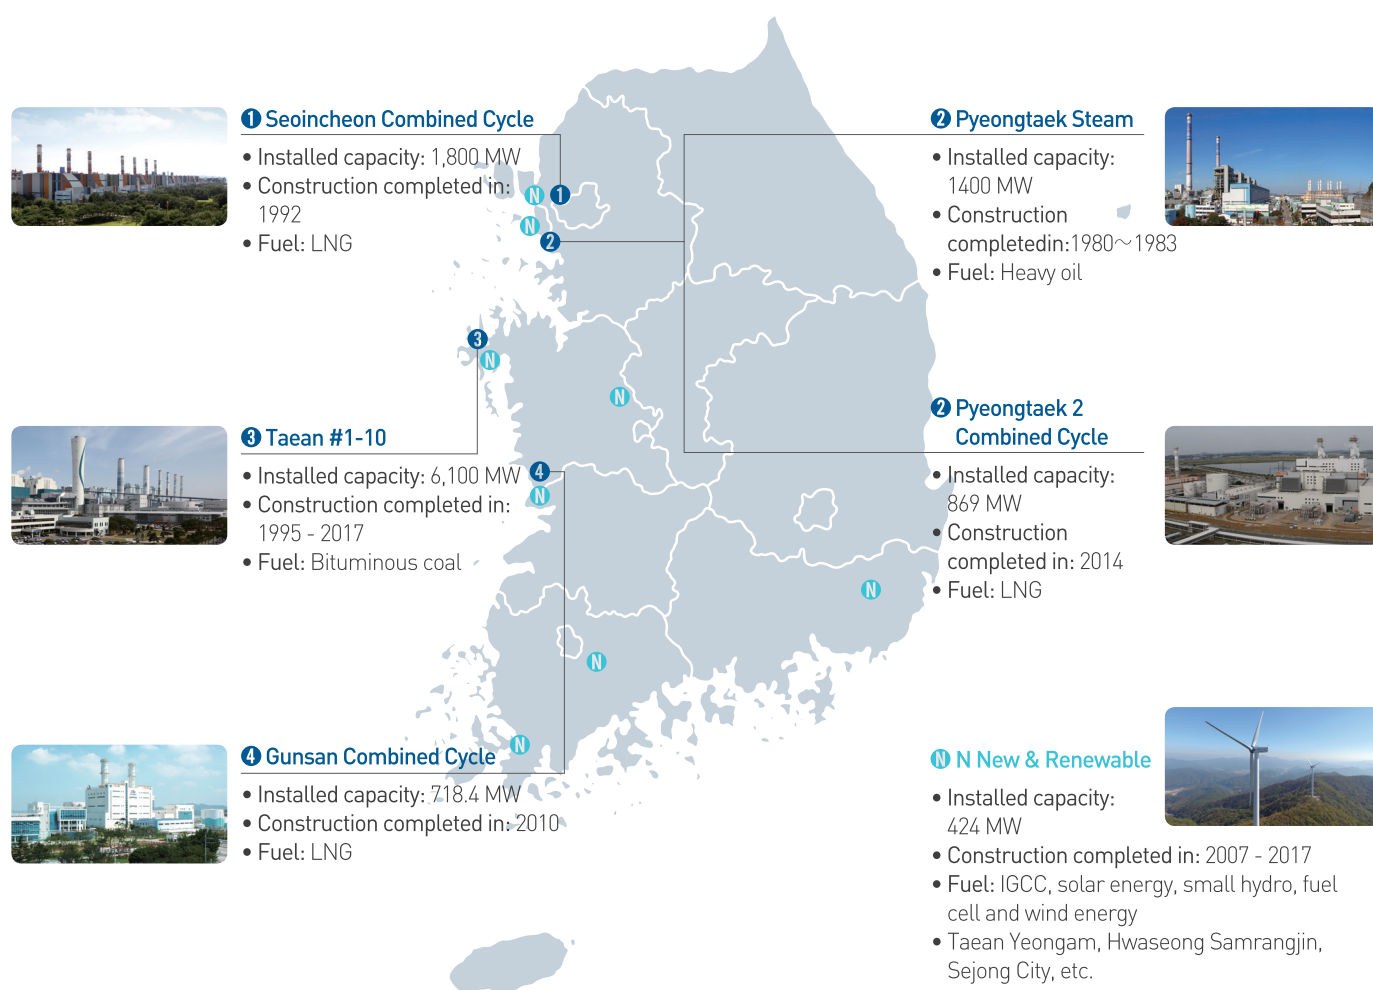 1 Seoincheon Combined Cycle
• Installed capacity: 1,800 MW
• Construction completed in:
1992
• Fuel: LNG
2 Pyeongtaek Steam
• Installed capacity:
1400 MW
• Construction
completedin:1980～1983
• Fuel: Heavy oil
N
1
N
2
3
N
N
3 Taean #1-10
• Installed capacity: 6,100 MW
• Construction completed in:
1995 - 2017
• Fuel: Bituminous coal
2 Pyeongtaek 2
Combined Cycle
• Installed capacity:
869 MW
• Construction
completed in: 2014
• Fuel: LNG
4
N
N
N
N
4 Gunsan Combined Cycle
• Installed capacity: 718.4 MW
• Construction completed in: 2010
• Fuel: LNG
N N New & Renewable
• Installed capacity:
424 MW
• Construction completed in: 2007 - 2017
• Fuel: IGCC, solar energy, small hydro, fuel
cell and wind energy
• Taean Yeongam, Hwaseong Samrangjin,
Sejong City, etc.